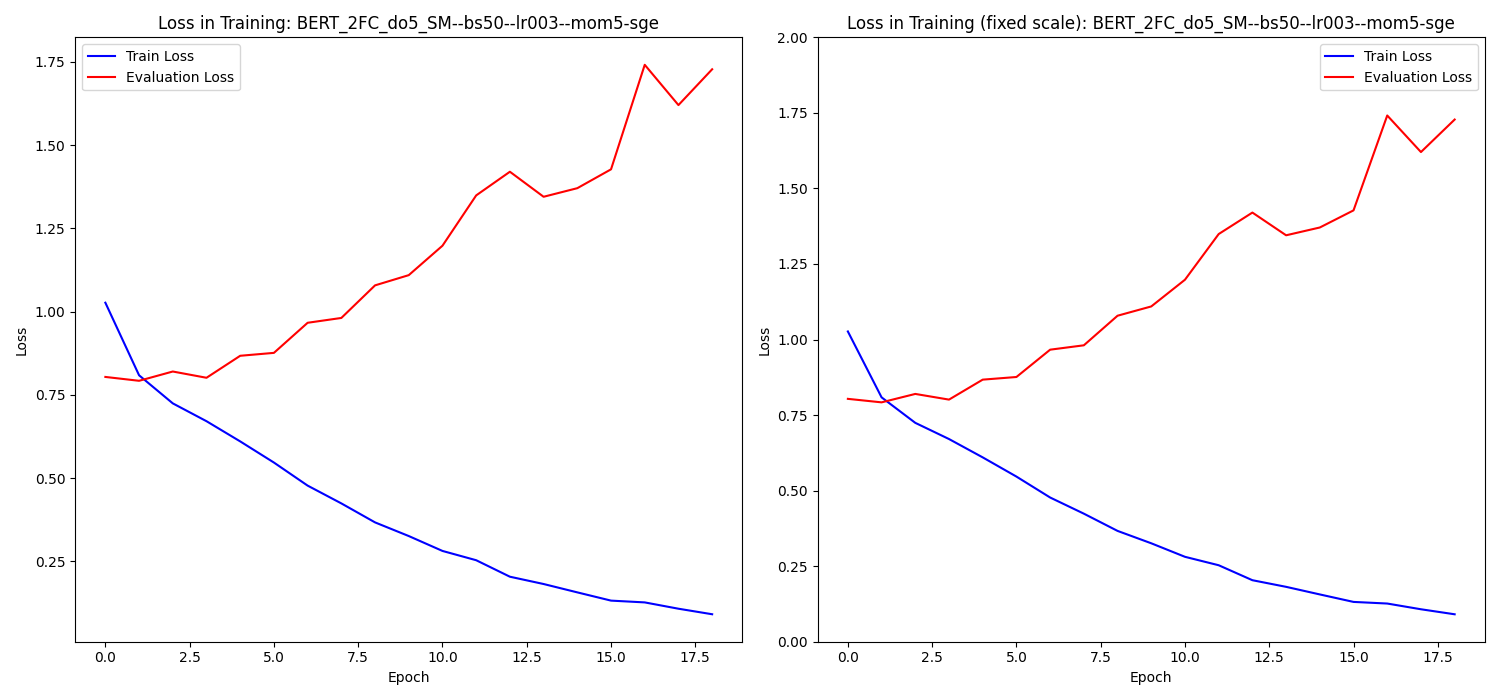 Loss in Training: BERT_2FC_do5_SM--bs50--lr003--mom5-sge
Train Loss
Evaluation Loss
1.75
1.50
1.25
1.00
0.75
0.50
0.25
Loss
0.0 2.5 5.0 7.5 10.0 12.5 15.0 17.5
Epoch
Loss in Training (fixed scale): BERT_2FC_do5_SM--bs50--lr003--mom5-sge
Train Loss
Evaluation Loss
2.00
1.75
1.50
1.25
1.00
0.75
0.50
0.25
0.00
Loss
0.0 2.5 5.0 7.5 10.0 12.5 15.0 17.5
Epoch